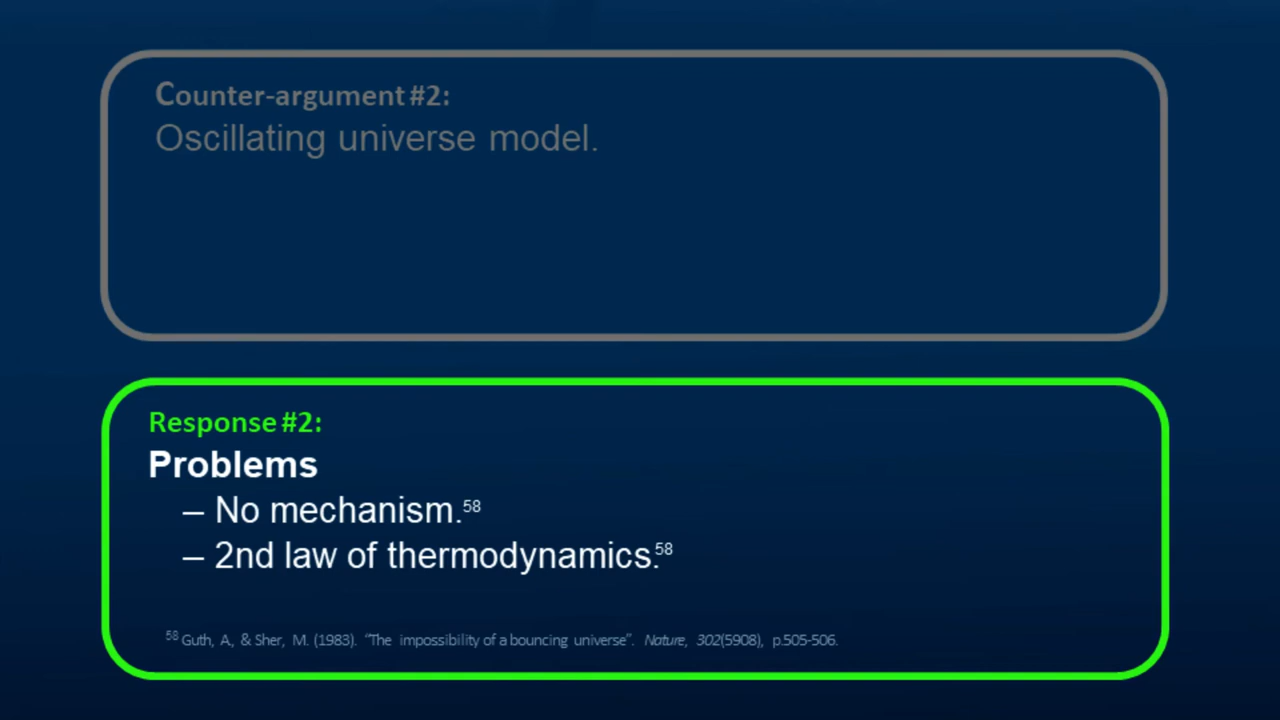 Counter-argument #2:
Oscillating universe model.
Response #2:
Problems
– No mechanism.58
– 2nd law of thermodynamics.58
58 Guth, A., & Sher, M. (1983). “The impossibility of a bouncing universe”. Nature, 302(5908), p.505-506.